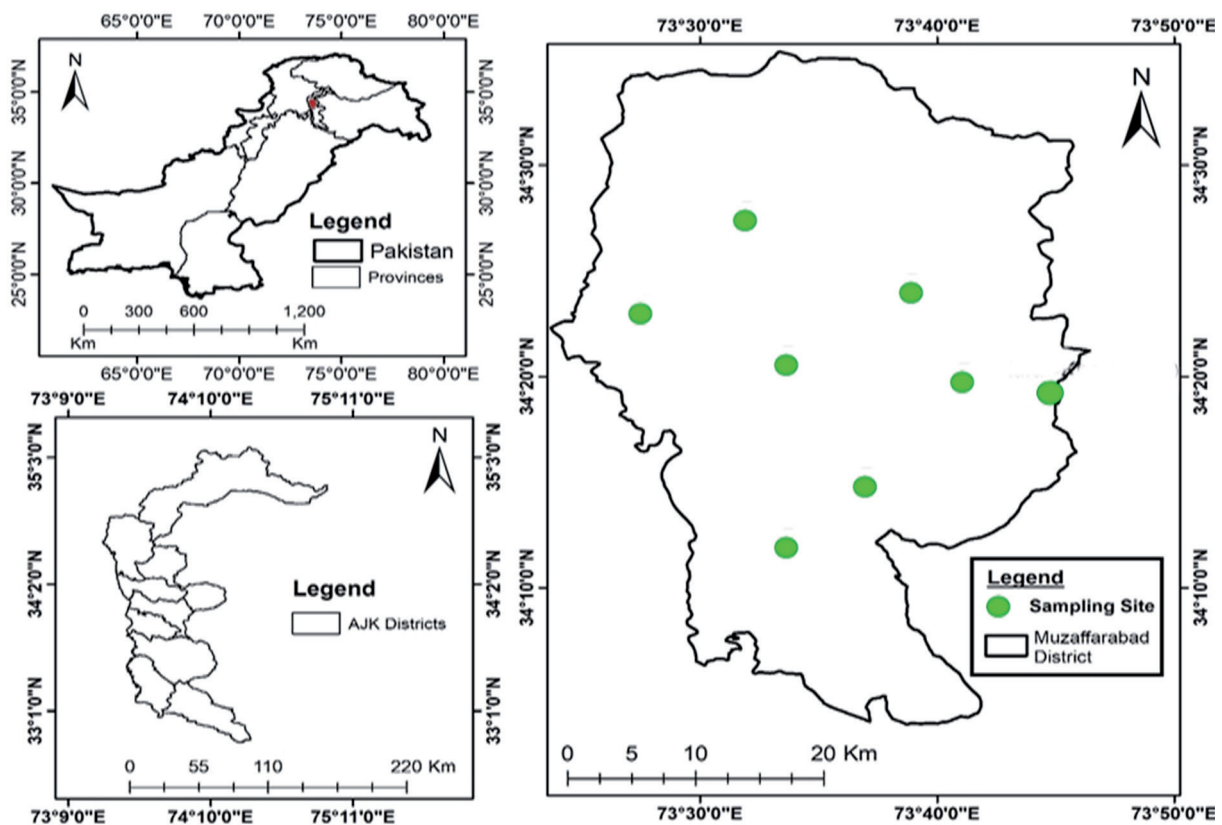 65°0'0"E 70°0'0"E 75°0'0"E 80°0'0"E
N
35°0'0"N
30°0'0"N
25°0'0"N
35°0'0"N
30°0'0"N
25°0'0"N
Legend
Pakistan
Provinces
0 300 600 1,200
Km Km
65°0'0"E 70°0'0"E 75°0'0"E 80°0'0"E
73°9'0"E 74°10'0"E 75°11'0"E
N
35°3'0"N
34°2'0"N
33°1'0"N
35°3'0"N
34°2'0"N
33°1'0"N
Legend
AJK Districts
0 55 110 220 Km
73°9'0"E 74°10'0"E 75°11'0"E
73°30'0"E 73°40'0"E 73°50'0"E
N
34°30'0"N
34°20'0"N
34°10'0"N
34°30'0"N
34°20'0"N
34°10'0"N
Legend
Sampling Site
Muzaffarabad
District
0 5 10 20 Km
73°30'0"E 73°40'0"E 73°50'0"E